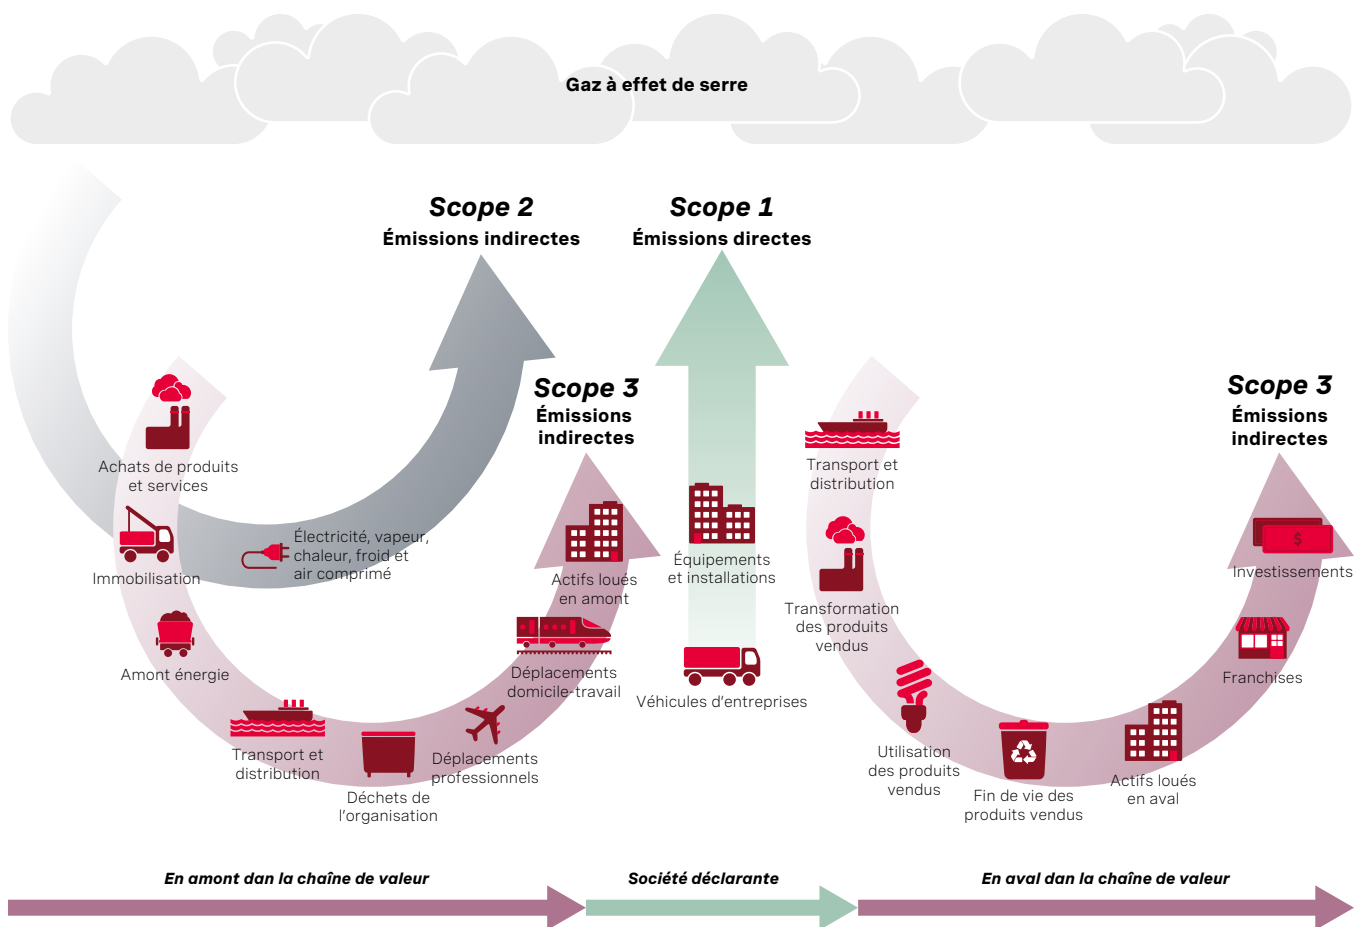 Gaz à effet de serre
Scope 2
Émissions indirectes
Scope 1
Émissions directes
Scope 3
Émissions
indirectes
Scope 3
Émissions
indirectes
Achats de produits
et services
Immobilisation
Amont énergie
Transport et
distribution
Déchets de
l'organisation
Déplacements
professionnels
Déplacements
domicile-travail
Actifs loués
en amont
Électricité, vapeur,
chaleur, froid et
air comprimé
Équipements
et installations
Véhicules d'entreprises
Transport et
distribution
Transformation
des produits
vendus
Utilisation
des produits
vendus
Fin de vie des
produits vendus
Actifs loués
en aval
Franchises
$
Investissements
En amont dan la chaîne de valeur
Société déclarante
En aval dan la chaîne de valeur